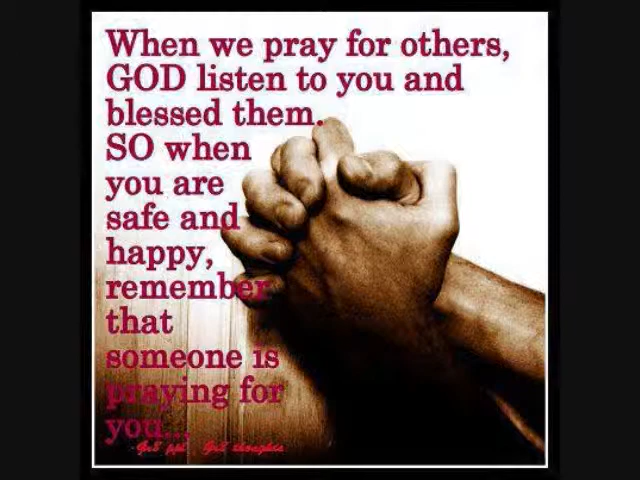 When we pray for others,
GOD listen to you and
blessed them.
SO when
you are
safe and
happy,
remember
that
someone is
praying for
you...